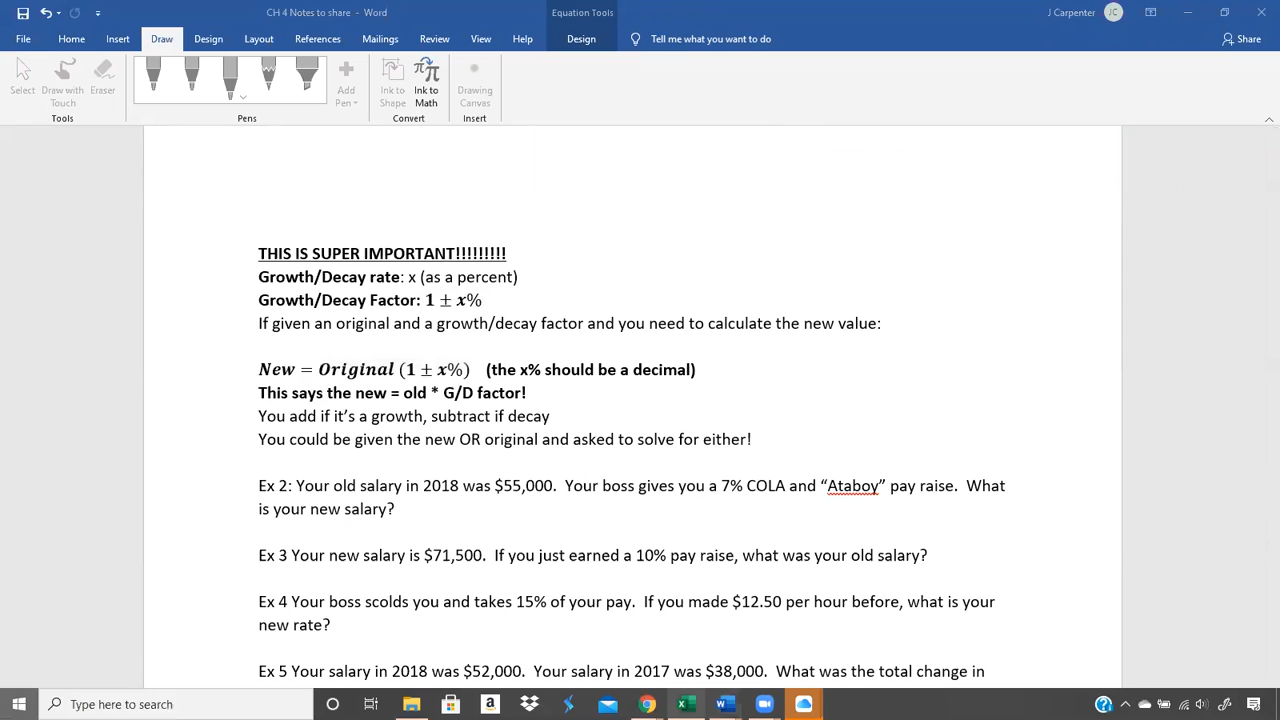 CH 4 Notes - Word
Equation Tools
J Carpenter
JC
File
Home
Insert
Draw
Design
Layout
References
Mailings
Review
View
Help
Design
Tell me what you want to do
Share
Select
Draw with Touch
Eraser
Add Pen
Ink to Shape
Ink to Math
Drawing Canvas
Tools
Pens
Convert
Insert
THIS IS SUPER IMPORTANT!!!!!!!!!
Growth/Decay rate: x (as a percent)
Growth/Decay Factor: 1 ± x%
If given an original and a growth/decay factor and you need to calculate the new value:
New = Original (1 ± x%) (the x% should be a decimal)
This says the new = old * G/D factor!
You add if it’s a growth, subtract if decay
You could be given the new OR original and asked to solve for either!
Ex 2: Your old salary in 2018 was $55,000. Your boss gives you a 7% COLA and “Ataboy” pay raise. What
is your new salary?
Ex 3 Your new salary is $71,500. If you just earned a 10% pay raise, what was your old salary?
Ex 4 Your boss scolds you and takes 15% of your pay. If you made $12.50 per hour before, what is your
new rate?
Ex 5 Your salary in 2018 was $52,000. Your salary in 2017 was $38,000. What was the total change in
Type here to search